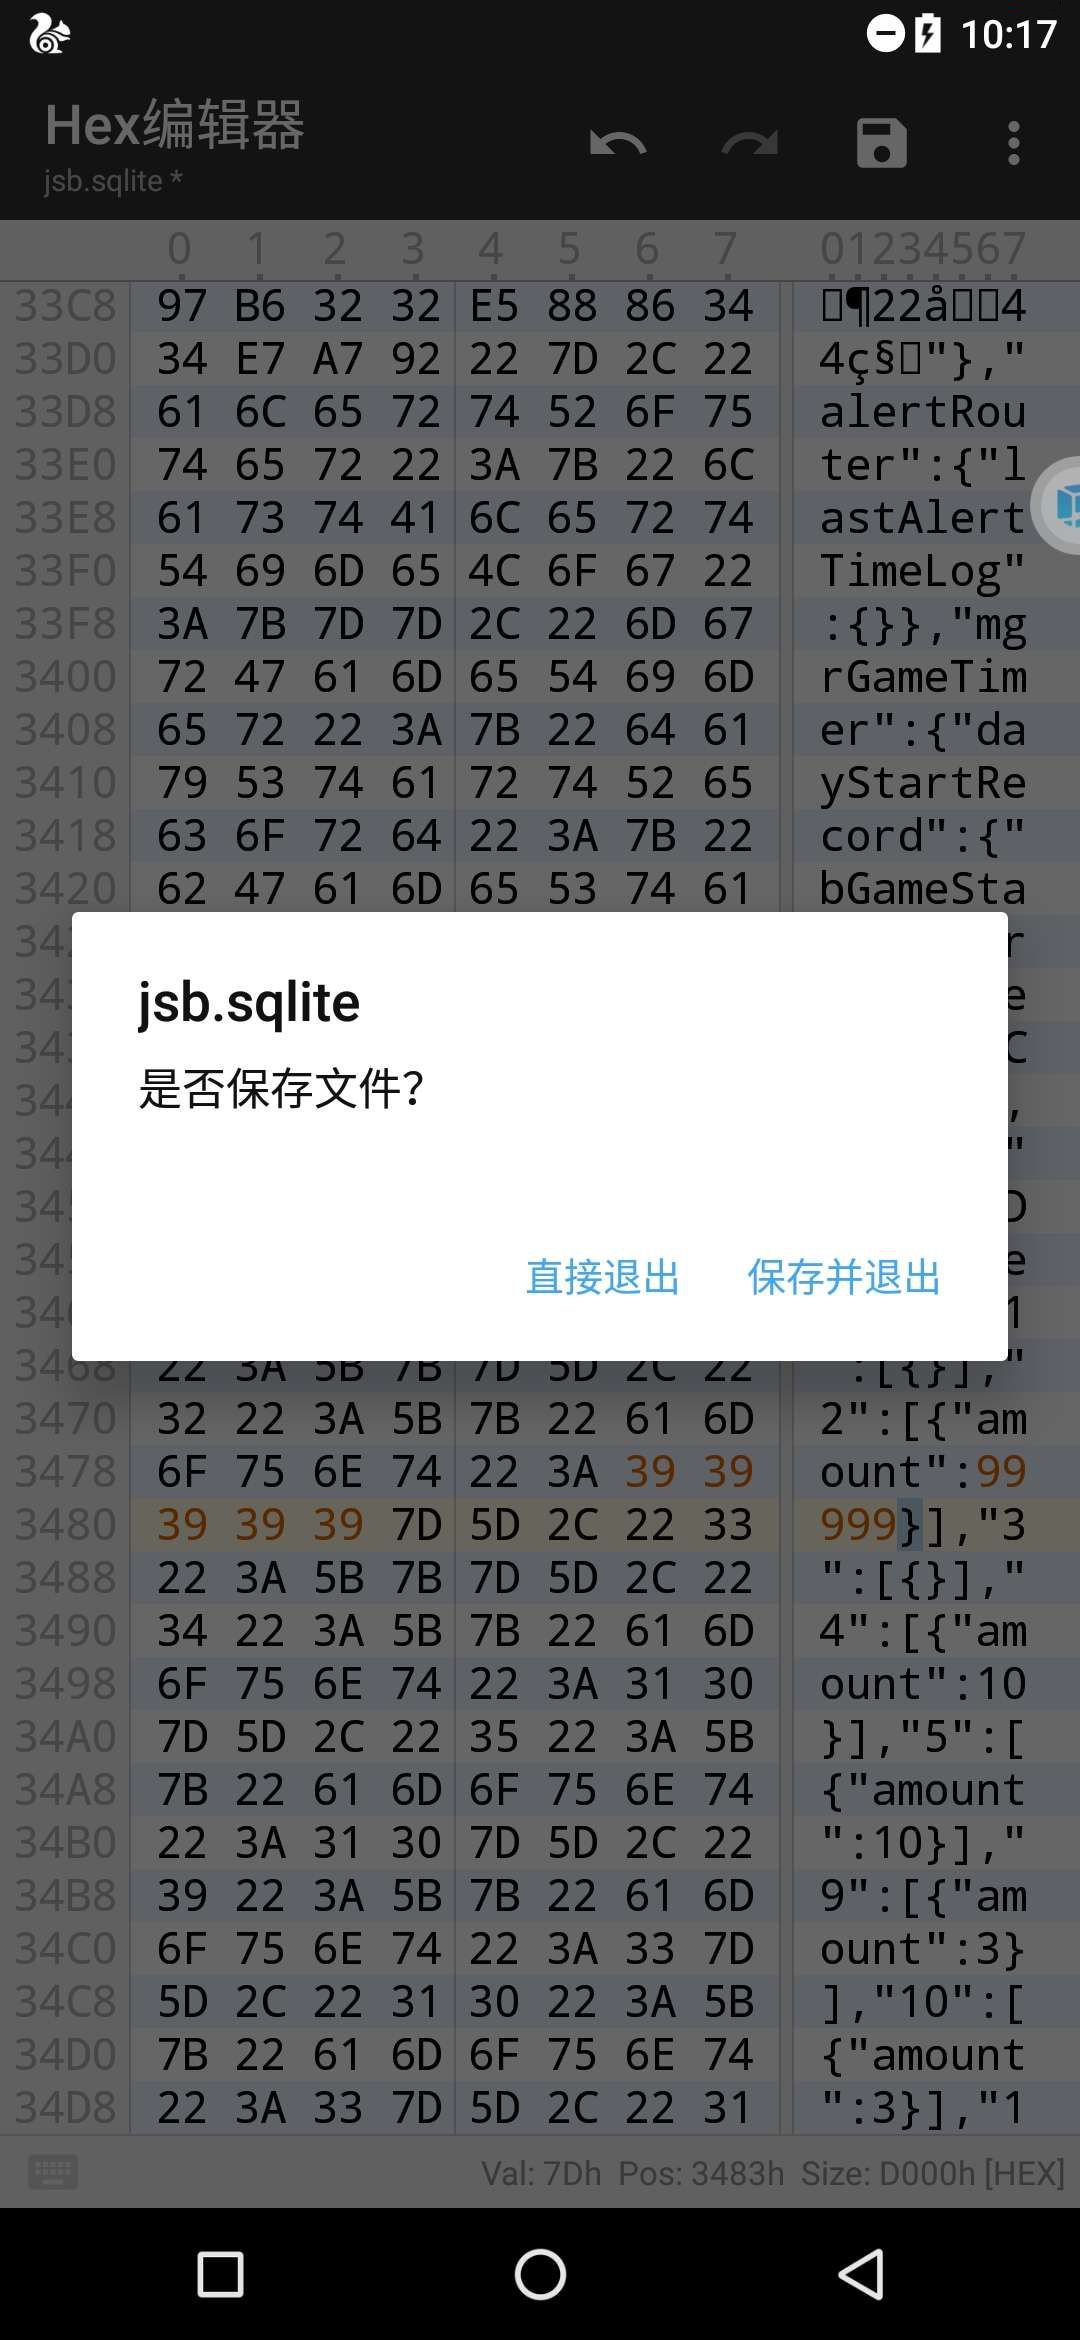 10:17
Hex编辑器
jsb.sqlite *
0 1 2 3 4 5 6 7 01234567
33C8 97 B6 32 32 E5 88 86 34 ¶22å4
33D0 34 E7 A7 92 22 7D 2C 22 4ç§"},"
33D8 61 6C 65 72 74 52 6F 75 alertRou
33E0 74 65 72 22 3A 7B 22 6C ter":{"l
33E8 61 73 74 41 6C 65 72 74 astAlert
33F0 54 69 6D 65 4C 6F 67 22 TimeLog"
33F8 3A 7B 7D 7D 2C 22 6D 67 :{}},"mg
3400 72 47 61 6D 65 54 69 6D rGameTim
3408 65 72 22 3A 7B 22 64 61 er":{"da
3410 79 53 74 61 72 74 52 65 yStartRe
3418 63 6F 72 64 22 3A 7B 22 cord":{"
3420 62 47 61 6D 65 53 74 61 bGameSta
jsb.sqlite
是否保存文件？
直接退出 保存并退出
3468 22 3A 5B 7B 7D 5D 2C 22 ":[{}],"
3470 32 22 3A 5B 7B 22 61 6D 2":[{"am
3478 6F 75 6E 74 22 3A 39 39 ount":99
3480 39 39 39 7D 5D 2C 22 33 999}],"3
3488 22 3A 5B 7B 7D 5D 2C 22 ":[{}],"
3490 34 22 3A 5B 7B 22 61 6D 4":[{"am
3498 6F 75 6E 74 22 3A 31 30 ount":10
34A0 7D 5D 2C 22 35 22 3A 5B }],"5":[
34A8 7B 22 61 6D 6F 75 6E 74 {"amount
34B0 22 3A 31 30 7D 5D 2C 22 ":10}],"
34B8 39 22 3A 5B 7B 22 61 6D 9":[{"am
34C0 6F 75 6E 74 22 3A 33 7D ount":3}
34C8 5D 2C 22 31 30 22 3A 5B ],"10":[
34D0 7B 22 61 6D 6F 75 6E 74 {"amount
34D8 22 3A 33 7D 5D 2C 22 31 ":3}],"1
Val: 7Dh Pos: 3483h Size: D000h [HEX]